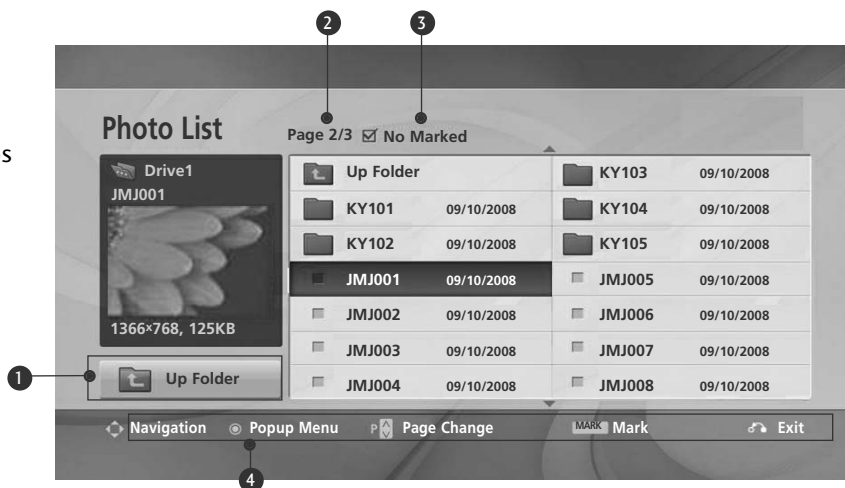 2 3
Photo List Page 2/3 No Marked
Drive1
JMJ001
1366×768, 125KB
Up Folder
Up Folder
KY101 09/10/2008
KY102 09/10/2008
JMJ001 09/10/2008
JMJ002 09/10/2008
JMJ003 09/10/2008
JMJ004 09/10/2008
KY103 09/10/2008
KY104 09/10/2008
KY105 09/10/2008
JMJ005 09/10/2008
JMJ006 09/10/2008
JMJ007 09/10/2008
JMJ008 09/10/2008
1
Navigation Popup Menu P Page Change MARK Mark Exit
4